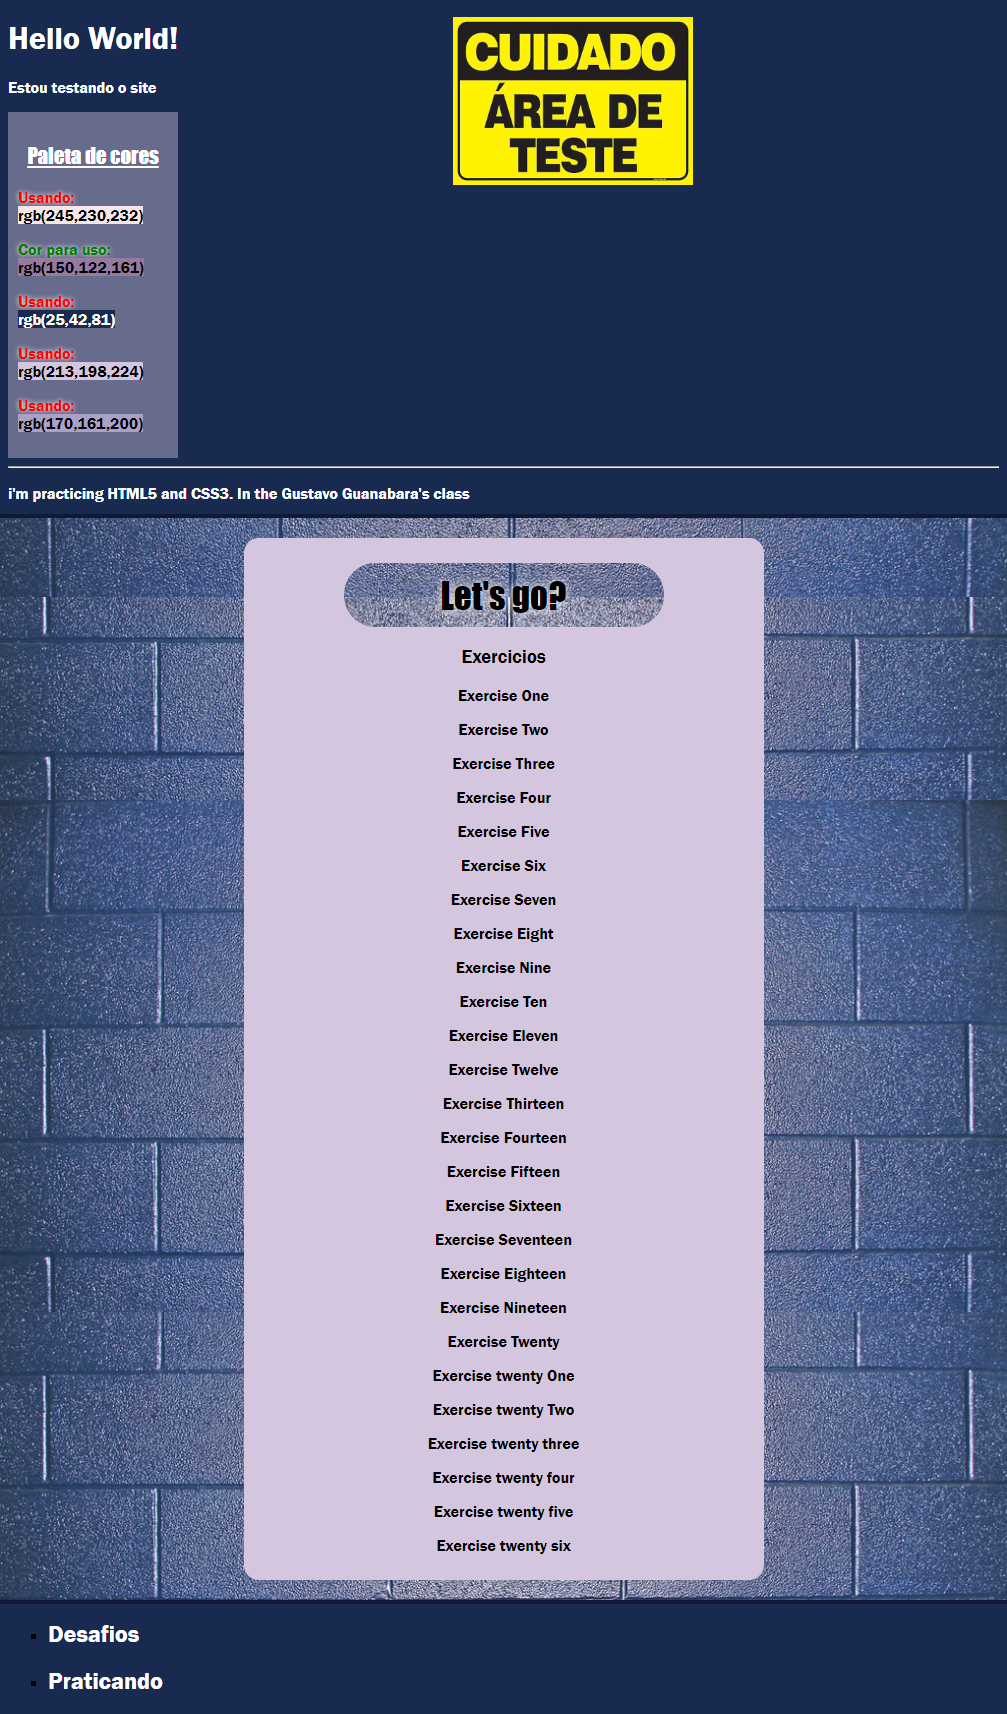 Hello World!
Estou testando o site
CUIDADO
ÁREA DE
TESTE
Paleta de cores
Usando:
rgb(245,230,232)
Cor para uso:
rgb(150,122,161)
Usando:
rgb(25,42,81)
Usando:
rgb(213,198,224)
Usando:
rgb(170,161,200)
i'm practicing HTML5 and CSS3. In the Gustavo Guanabara's class
Let's go?
Exercicios
Exercise One
Exercise Two
Exercise Three
Exercise Four
Exercise Five
Exercise Six
Exercise Seven
Exercise Eight
Exercise Nine
Exercise Ten
Exercise Eleven
Exercise Twelve
Exercise Thirteen
Exercise Fourteen
Exercise Fifteen
Exercise Sixteen
Exercise Seventeen
Exercise Eighteen
Exercise Nineteen
Exercise Twenty
Exercise twenty One
Exercise twenty Two
Exercise twenty three
Exercise twenty four
Exercise twenty five
Exercise twenty six
Desafios
Praticando